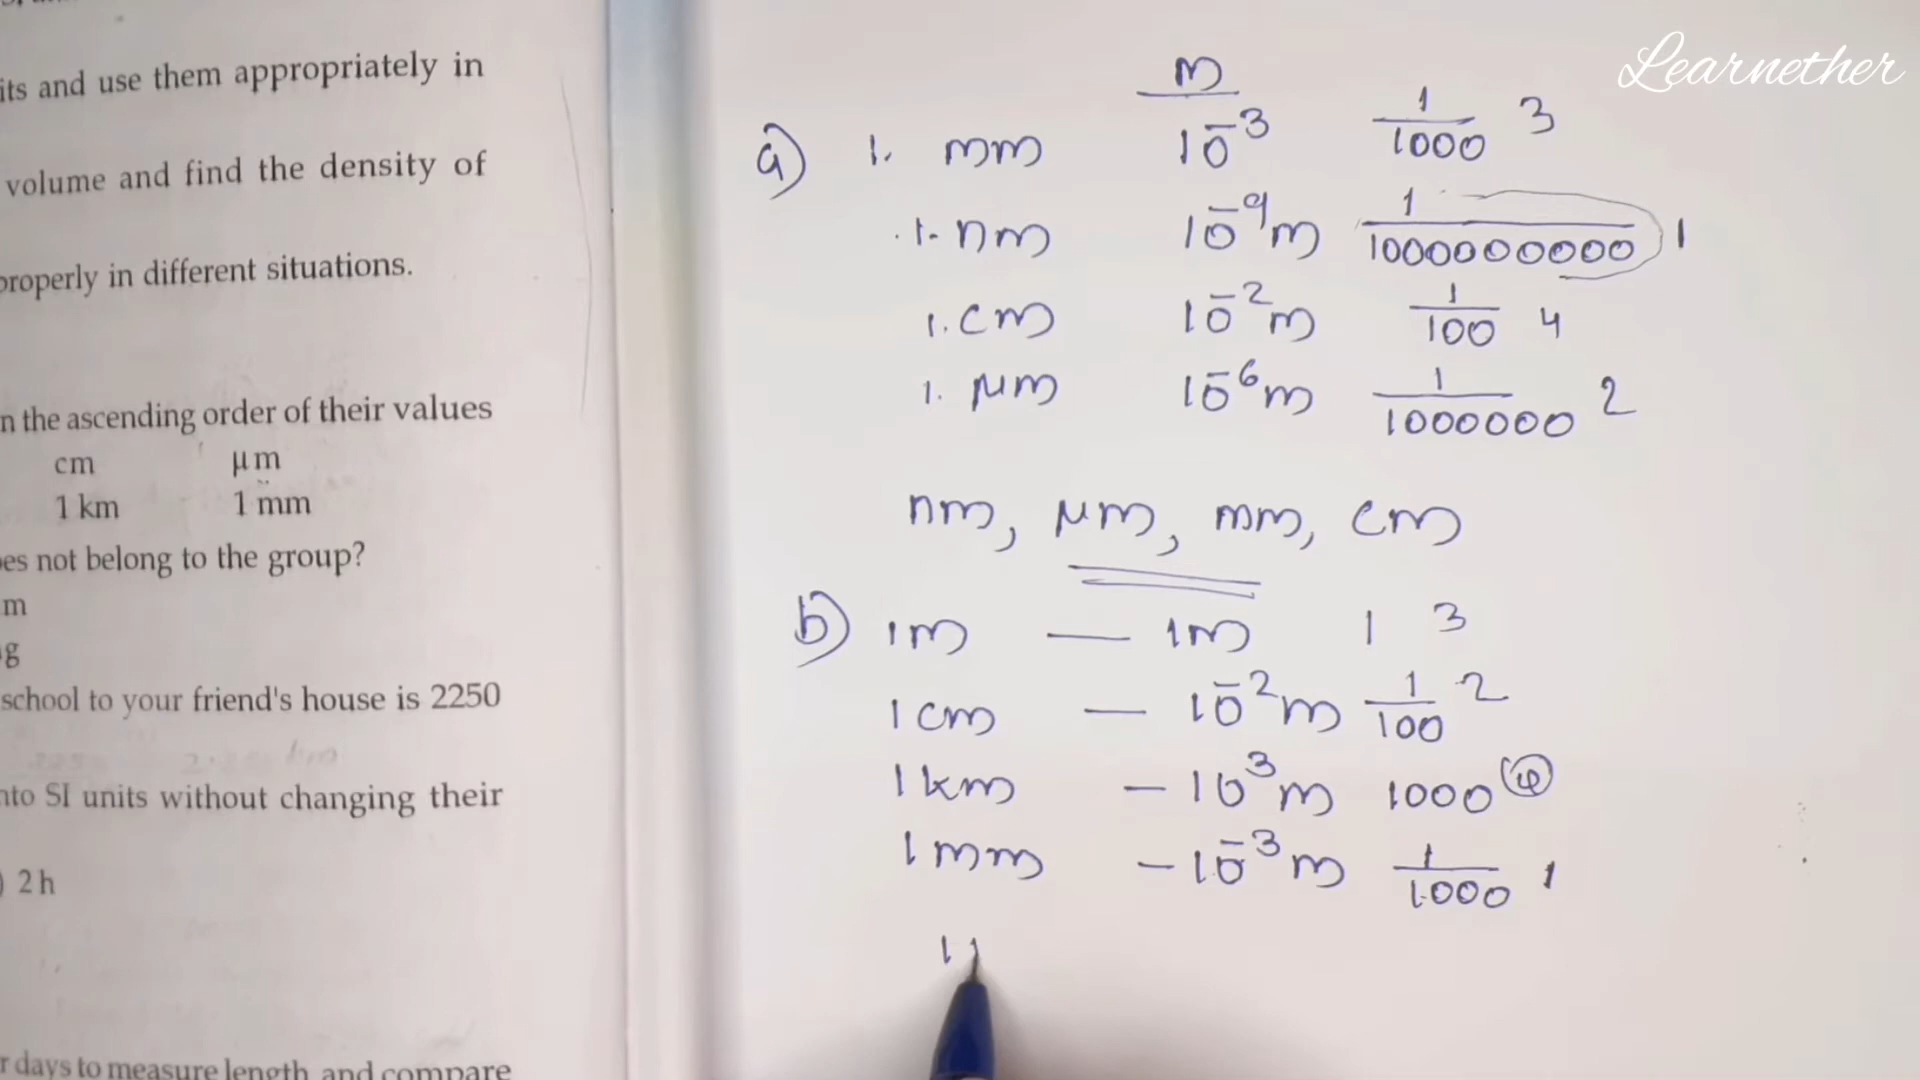 its and use them appropriately in
volume and find the density of
properly in different situations.
n the ascending order of their values
cm μm
1 km 1 mm
es not belong to the group?
m
g
school to your friend's house is 2250
2.25 km
nto SI units without changing their
) 2 h
r days to measure length and compare
Learnether
m
a) 1. mm 10⁻³ 1/1000 3
1. nm 10⁻⁹m 1/1000000000 1
1. cm 10⁻²m 1/100 4
1. μm 10⁻⁶m 1/1000000 2
nm, μm, mm, cm
b) 1m — 1m 1 3
1cm — 10⁻²m 1/100 2
1km - 10³m 1000 4
1mm - 10⁻³m 1/1000 1
1